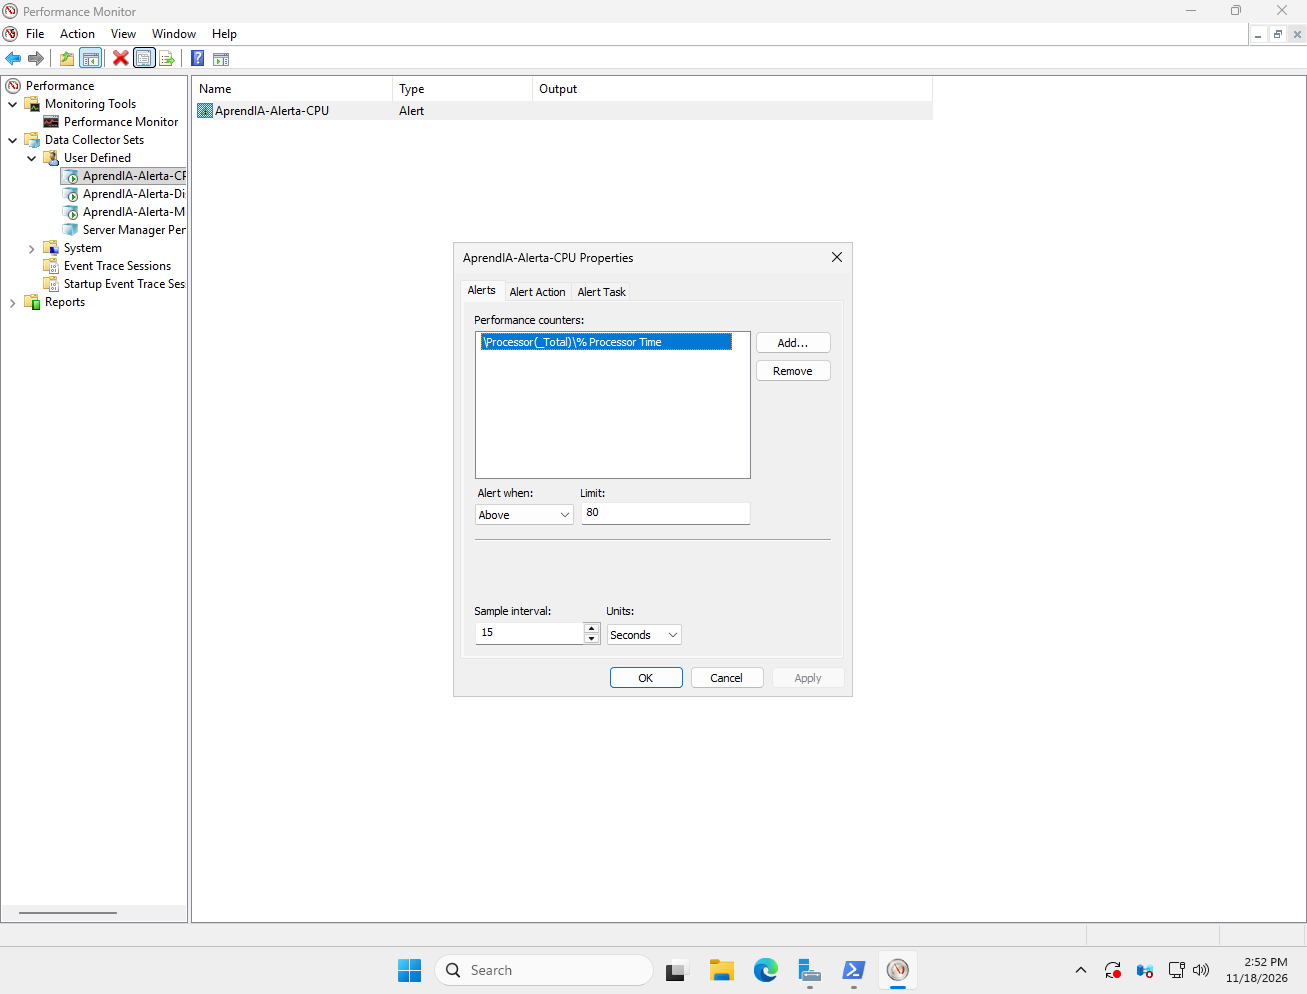 Performance Monitor
File Action View Window Help
Performance
Monitoring Tools
Performance Monitor
Data Collector Sets
User Defined
AprendIA-Alerta-CP
AprendIA-Alerta-Di
AprendIA-Alerta-M
Server Manager Per
System
Event Trace Sessions
Startup Event Trace Ses
Reports
Name Type Output
AprendIA-Alerta-CPU Alert
AprendIA-Alerta-CPU Properties
Alerts Alert Action Alert Task
Performance counters:
\Processor(_Total)\% Processor Time
Add...
Remove
Alert when: Limit:
Above 80
Sample interval: Units:
15 Seconds
OK Cancel Apply
Search
2:52 PM
11/18/2026